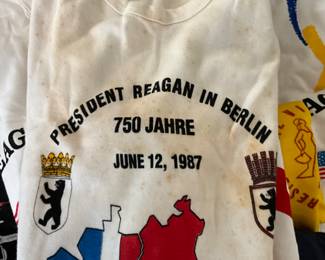 PRESIDENT REAGAN IN BERLIN
750 JAHRE
JUNE 12, 1987